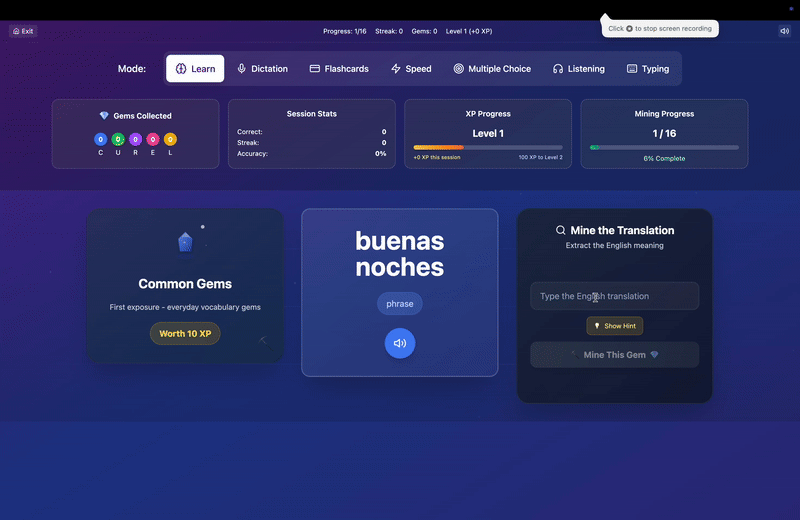 Click to stop screen recording
Exit
Progress: 1/16 Streak: 0 Gems: 0 Level 1 (+0 XP)
Mode: Learn Dictation Flashcards Speed Multiple Choice Listening Typing
Gems Collected
0 0 0 0 0
C U R E L
Session Stats
Correct: 0
Streak: 0
Accuracy: 0%
XP Progress
Level 1
+0 XP this session 100 XP to Level 2
Mining Progress
1 / 16
6% Complete
Common Gems
First exposure - everyday vocabulary gems
Worth 10 XP
buenas
noches
phrase
Mine the Translation
Extract the English meaning
Type the English translation
Show Hint
Mine This Gem